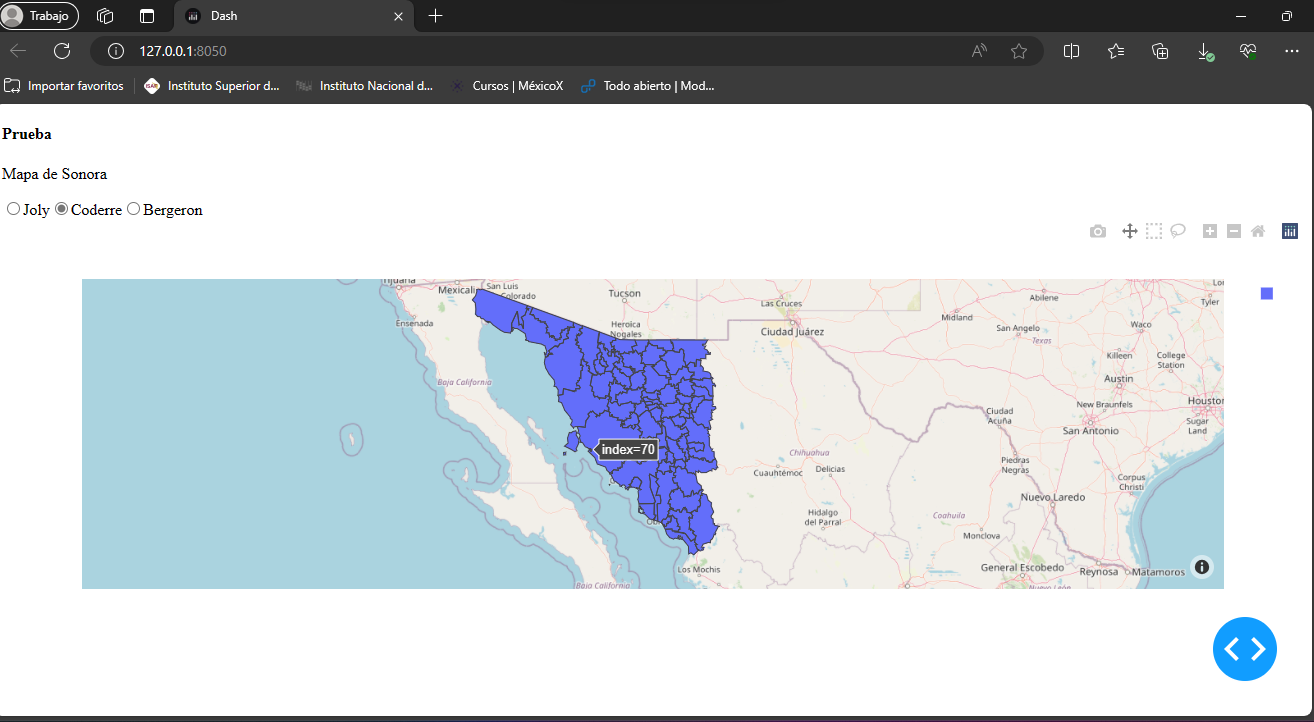 Trabajo
Dash
127.0.0.1:8050
Importar favoritos
Instituto Superior d...
Instituto Nacional d...
Cursos | MéxicoX
Todo abierto | Mod...
Prueba
Mapa de Sonora
Joly Coderre Bergeron
Tijuana
Mexicali
San Luis
Colorado
Ensenada
Tucson
Heroica
Nogales
Las Cruces
Ciudad Juárez
Midland
Abilene
San Angelo
Texas
Tyler
Waco
Killeen
College
Station
Austin
New Braunfels
Houston
Sugar
Land
San Antonio
Baja California
Ciudad
Acuña
Piedras
Negras
Corpus
Christi
Nuevo Laredo
index=70
Chihuahua
Cuauhtémoc
Delicias
Hidalgo
del Parral
Coahuila
Monclova
General Escobedo
Reynosa
Matamoros
Nuevo León
Los Mochis
Baja California